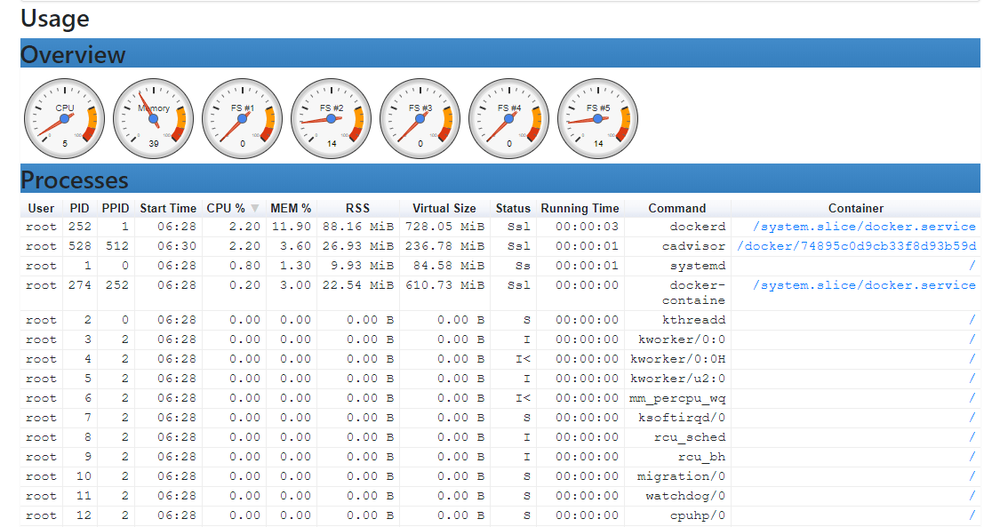 Usage
Overview
CPU Memory FS #1 FS #2 FS #3 FS #4 FS #5
5 39 0 14 0 0 14
Processes
User PID PPID Start Time CPU % ▼ MEM % RSS Virtual Size Status Running Time Command Container
root 252 1 06:28 2.20 11.90 88.16 MiB 728.05 MiB Ssl 00:00:03 dockerd /system.slice/docker.service
root 528 512 06:30 2.20 3.60 26.93 MiB 236.78 MiB Ssl 00:00:01 cadvisor /docker/74895c0d9cb33f8d93b59d
root 1 0 06:28 0.80 1.30 9.93 MiB 84.58 MiB Ss 00:00:01 systemd /
root 274 252 06:28 0.20 3.00 22.54 MiB 610.73 MiB Ssl 00:00:00 docker- /system.slice/docker.service
containe
root 2 0 06:28 0.00 0.00 0.00 B 0.00 B S 00:00:00 kthreadd /
root 3 2 06:28 0.00 0.00 0.00 B 0.00 B I 00:00:00 kworker/0:0 /
root 4 2 06:28 0.00 0.00 0.00 B 0.00 B I< 00:00:00 kworker/0:0H /
root 5 2 06:28 0.00 0.00 0.00 B 0.00 B I 00:00:00 kworker/u2:0 /
root 6 2 06:28 0.00 0.00 0.00 B 0.00 B I< 00:00:00 mm_percpu_wq /
root 7 2 06:28 0.00 0.00 0.00 B 0.00 B S 00:00:00 ksoftirqd/0 /
root 8 2 06:28 0.00 0.00 0.00 B 0.00 B I 00:00:00 rcu_sched /
root 9 2 06:28 0.00 0.00 0.00 B 0.00 B I 00:00:00 rcu_bh /
root 10 2 06:28 0.00 0.00 0.00 B 0.00 B S 00:00:00 migration/0 /
root 11 2 06:28 0.00 0.00 0.00 B 0.00 B S 00:00:00 watchdog/0 /
root 12 2 06:28 0.00 0.00 0.00 B 0.00 B S 00:00:00 cpuhp/0 /